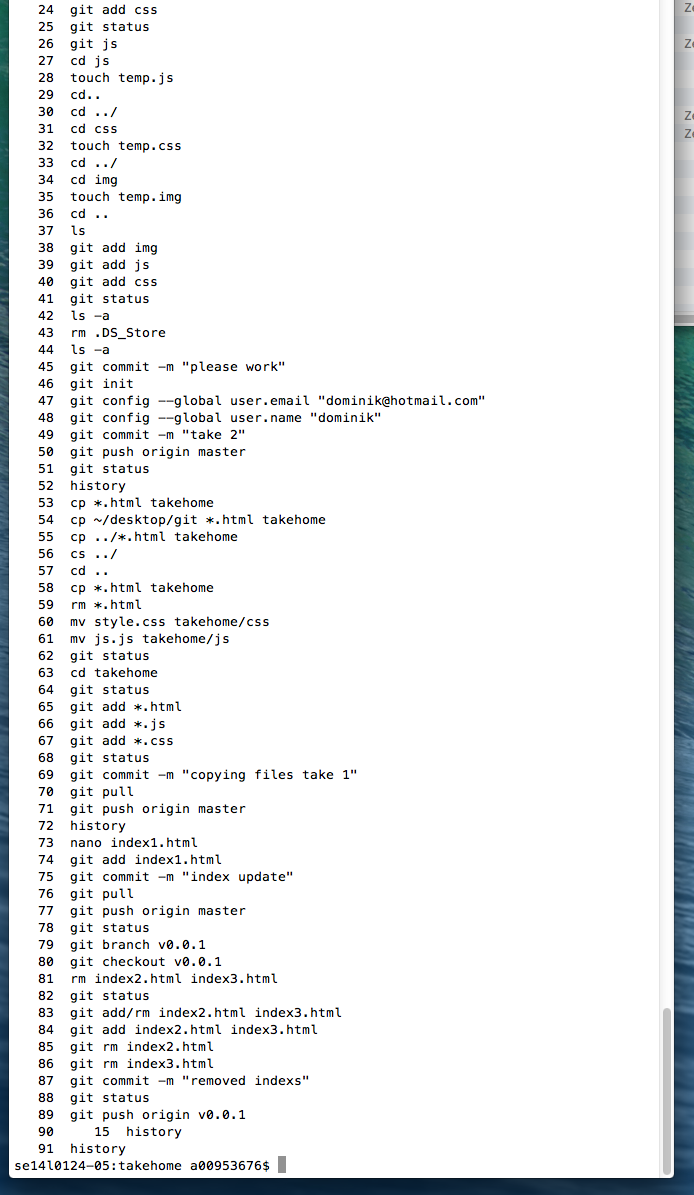 24 git add css
25 git status
26 git js
27 cd js
28 touch temp.js
29 cd..
30 cd ../
31 cd css
32 touch temp.css
33 cd ../
34 cd img
35 touch temp.img
36 cd ..
37 ls
38 git add img
39 git add js
40 git add css
41 git status
42 ls -a
43 rm .DS_Store
44 ls -a
45 git commit -m "please work"
46 git init
47 git config --global user.email "dominik@hotmail.com"
48 git config --global user.name "dominik"
49 git commit -m "take 2"
50 git push origin master
51 git status
52 history
53 cp *.html takehome
54 cp ~/desktop/git *.html takehome
55 cp ../*.html takehome
56 cs ../
57 cd ..
58 cp *.html takehome
59 rm *.html
60 mv style.css takehome/css
61 mv js.js takehome/js
62 git status
63 cd takehome
64 git status
65 git add *.html
66 git add *.js
67 git add *.css
68 git status
69 git commit -m "copying files take 1"
70 git pull
71 git push origin master
72 history
73 nano index1.html
74 git add index1.html
75 git commit -m "index update"
76 git pull
77 git push origin master
78 git status
79 git branch v0.0.1
80 git checkout v0.0.1
81 rm index2.html index3.html
82 git status
83 git add/rm index2.html index3.html
84 git add index2.html index3.html
85 git rm index2.html
86 git rm index3.html
87 git commit -m "removed indexs"
88 git status
89 git push origin v0.0.1
90 15 history
91 history
se14l0124-05:takehome a00953676$